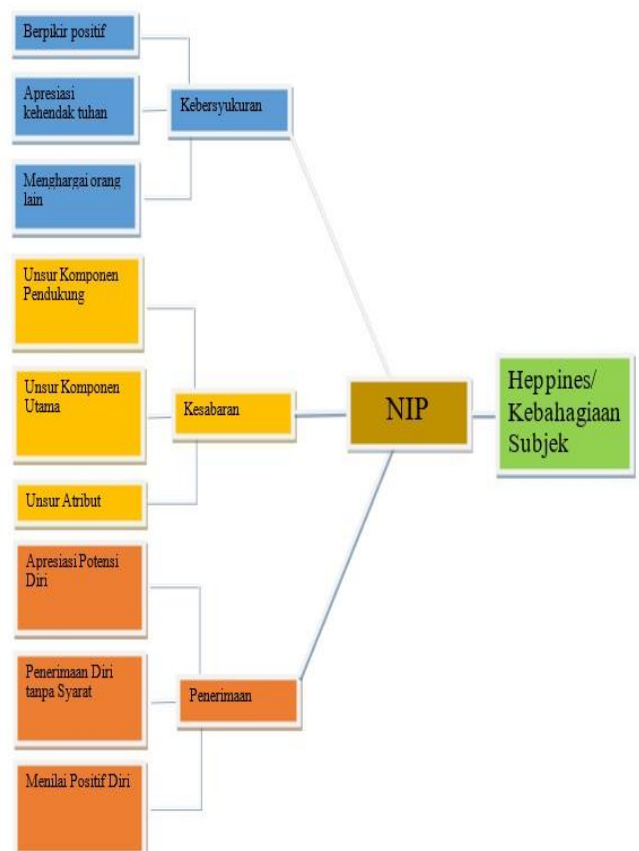 Berpikir positif
Apresiasi
kehendak tuhan
Kebersyukuran
Menghargai orang
lain
Unsur Komponen
Pendukung
Unsur Komponen
Utama
Kesabaran
Unsur Atribut
Apresiasi Potensi
Diri
Penerimaan Diri
tanpa Syarat
Penerimaan
Menilai Positif Diri
NIP
Heppines/
Kebahagiaan
Subjek